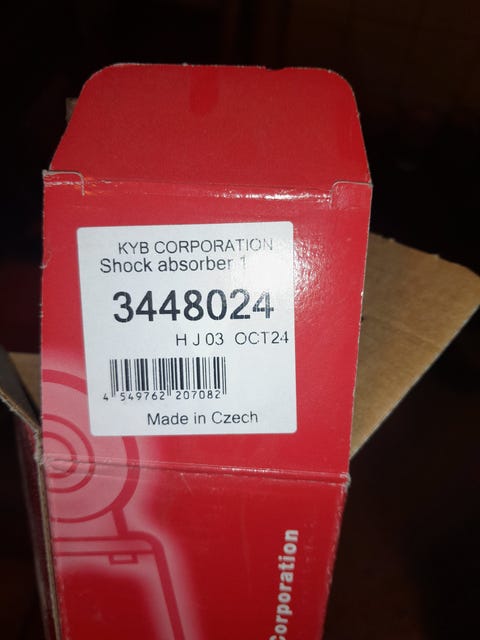 KYB CORPORATION
Shock absorber 1
3448024
H J 03 OCT24
4 549762 207082
Made in Czech
Corporation